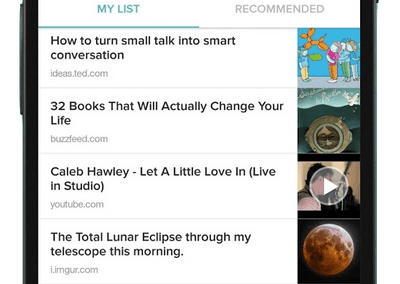 MY LIST
RECOMMENDED
How to turn small talk into smart
conversation
ideas.ted.com
32 Books That Will Actually Change Your
Life
buzzfeed.com
Caleb Hawley - Let A Little Love In (Live
in Studio)
youtube.com
The Total Lunar Eclipse through my
telescope this morning.
i.imgur.com